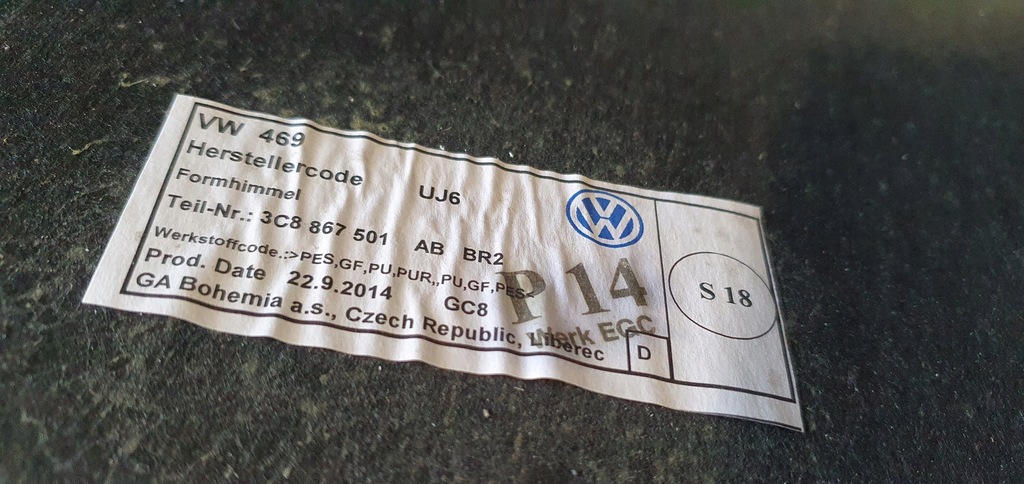 VW 469
Herstellercode UJ6
Formhimmel
Teil-Nr.: 3C8 867 501 AB BR2
Werkstoffcode.:>PES,GF,PU,PUR,,PU,GF,PES<
Prod. Date 22.9.2014 GC8
GA Bohemia a.s., Czech Republic, Liberec
P 14
Werk EGC
D
S 18